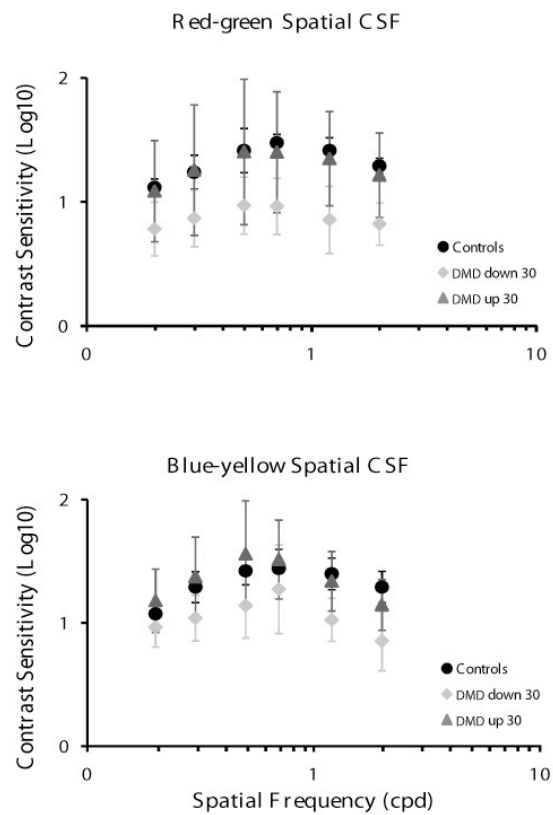 Red-green Spatial CSF
2
Contrast Sensitivity (Log10)
1
Controls
DMD down 30
DMD up 30
0
0 1 10
Blue-yellow Spatial CSF
2
Contrast Sensitivity (Log10)
1
Controls
DMD down 30
DMD up 30
0
0 1 10
Spatial Frequency (cpd)